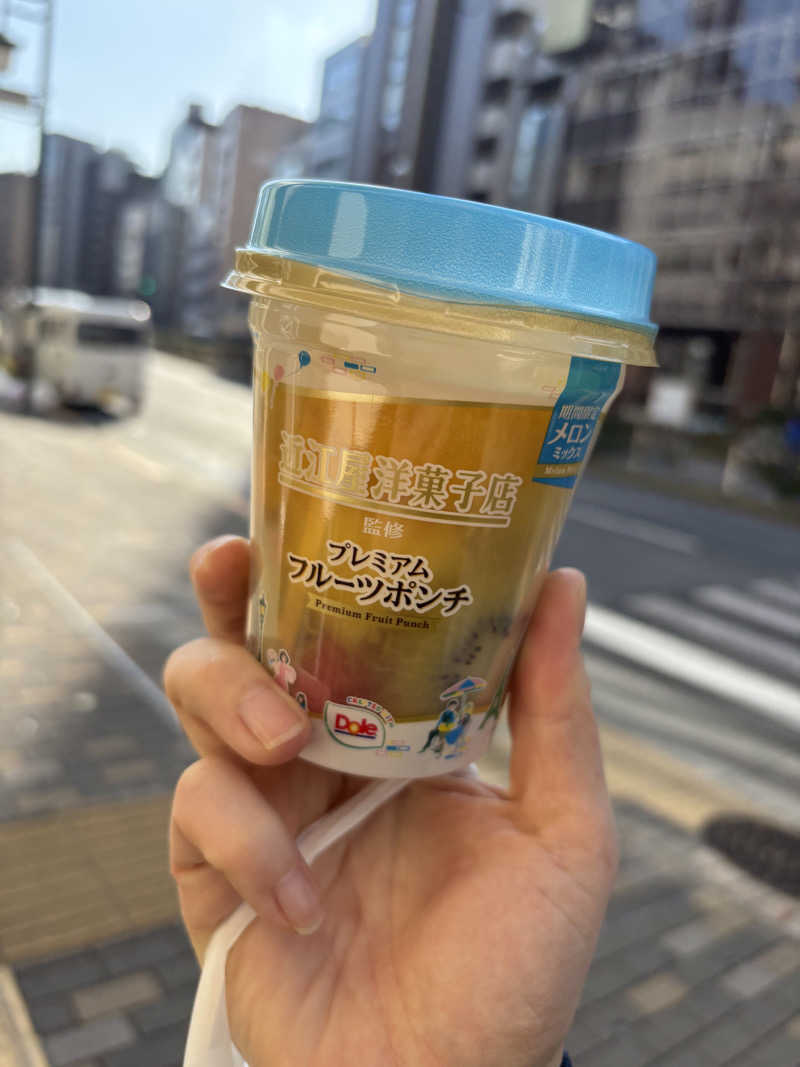 期間限定
メロン
ミックス
近江屋洋菓子店
監修
プレミアム
フルーツポンチ
Premium Fruit Punch
Dole